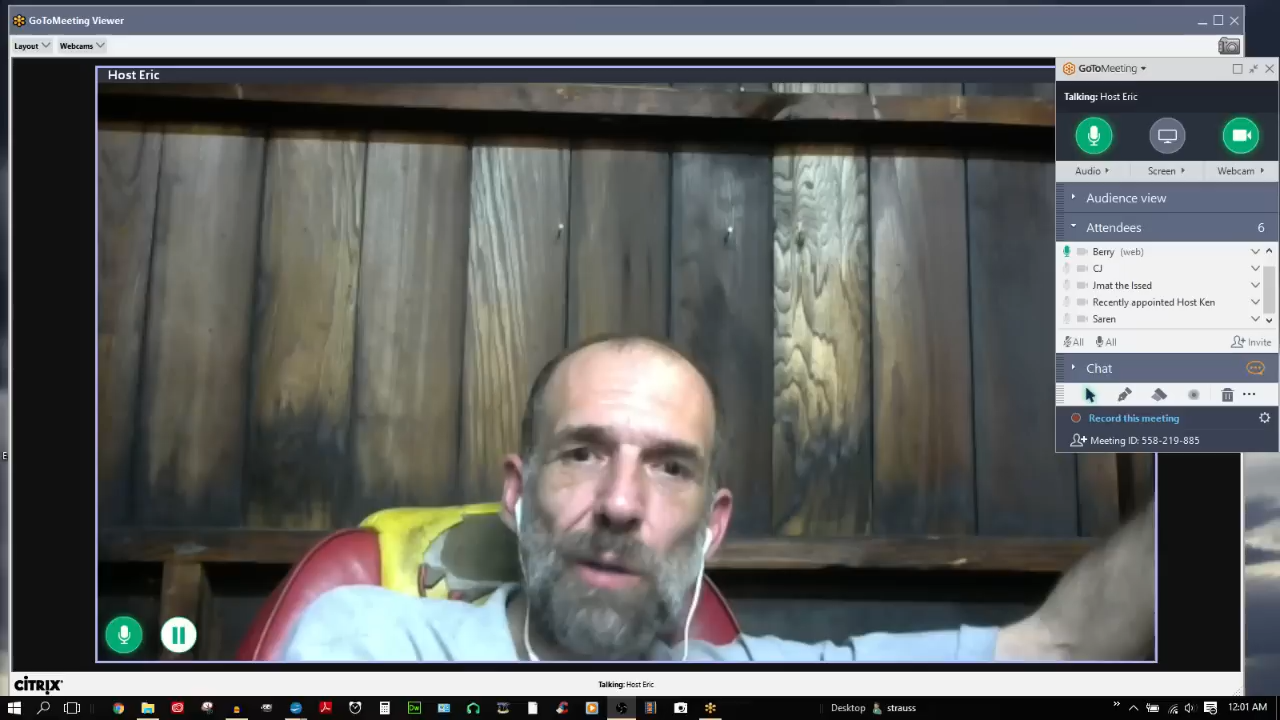 GoToMeeting Viewer
Layout
Webcams
Host Eric
GoToMeeting
Talking: Host Eric
Audio
Screen
Webcam
Audience view
Attendees 6
Berry (web)
CJ
Jmat the Issed
Recently appointed Host Ken
Saren
All All Invite
Chat
Record this meeting
Meeting ID: 558-219-885
CITRIX
Talking: Host Eric
Dw
Desktop
strauss
12:01 AM